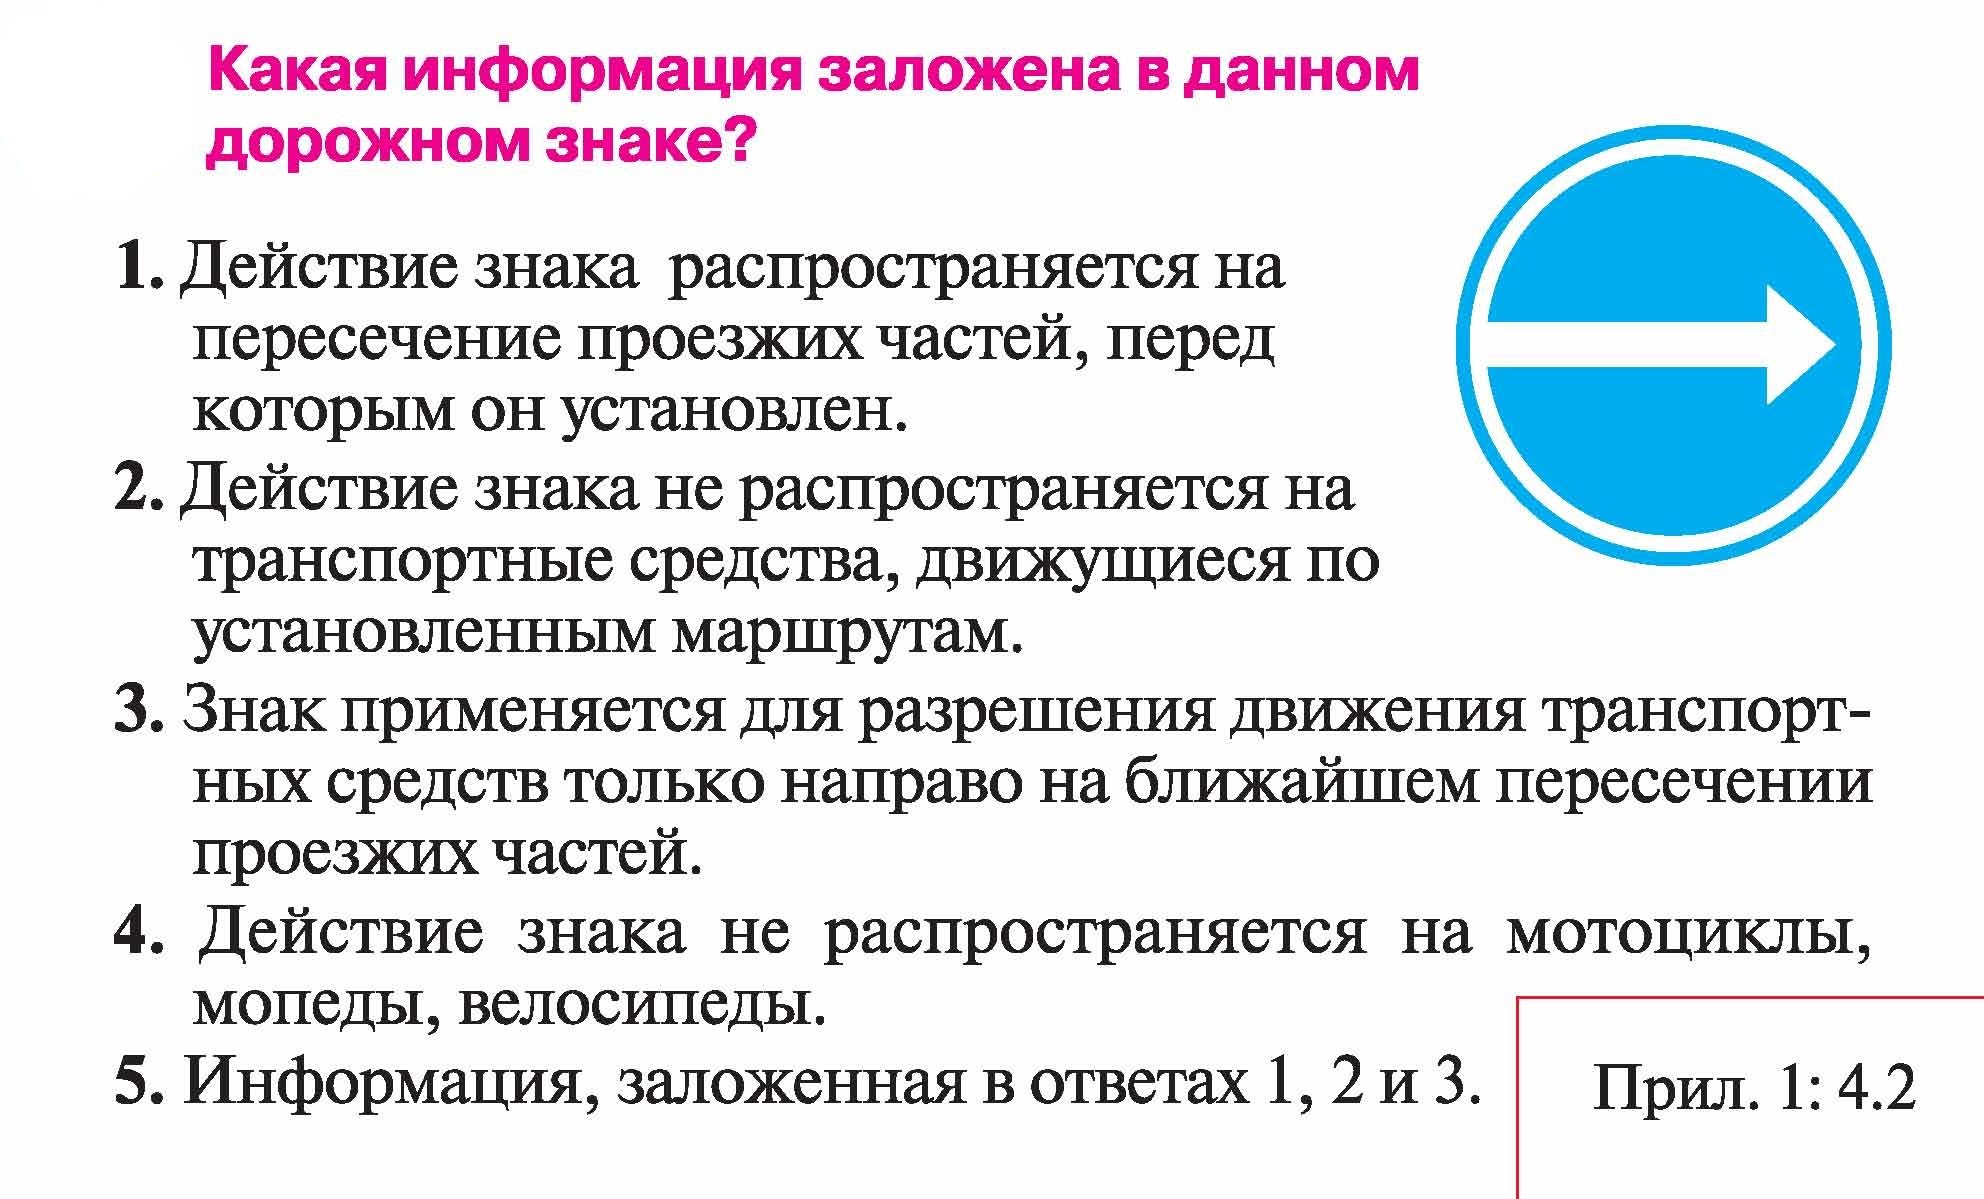 Какая информация заложена в данном
дорожном знаке?
1. Действие знака распространяется на
пересечение проезжих частей, перед
которым он установлен.
2. Действие знака не распространяется на
транспортные средства, движущиеся по
установленным маршрутам.
3. Знак применяется для разрешения движения транспорт-
ных средств только направо на ближайшем пересечении
проезжих частей.
4. Действие знака не распространяется на мотоциклы,
мопеды, велосипеды.
5. Информация, заложенная в ответах 1, 2 и 3.
Прил. 1: 4.2